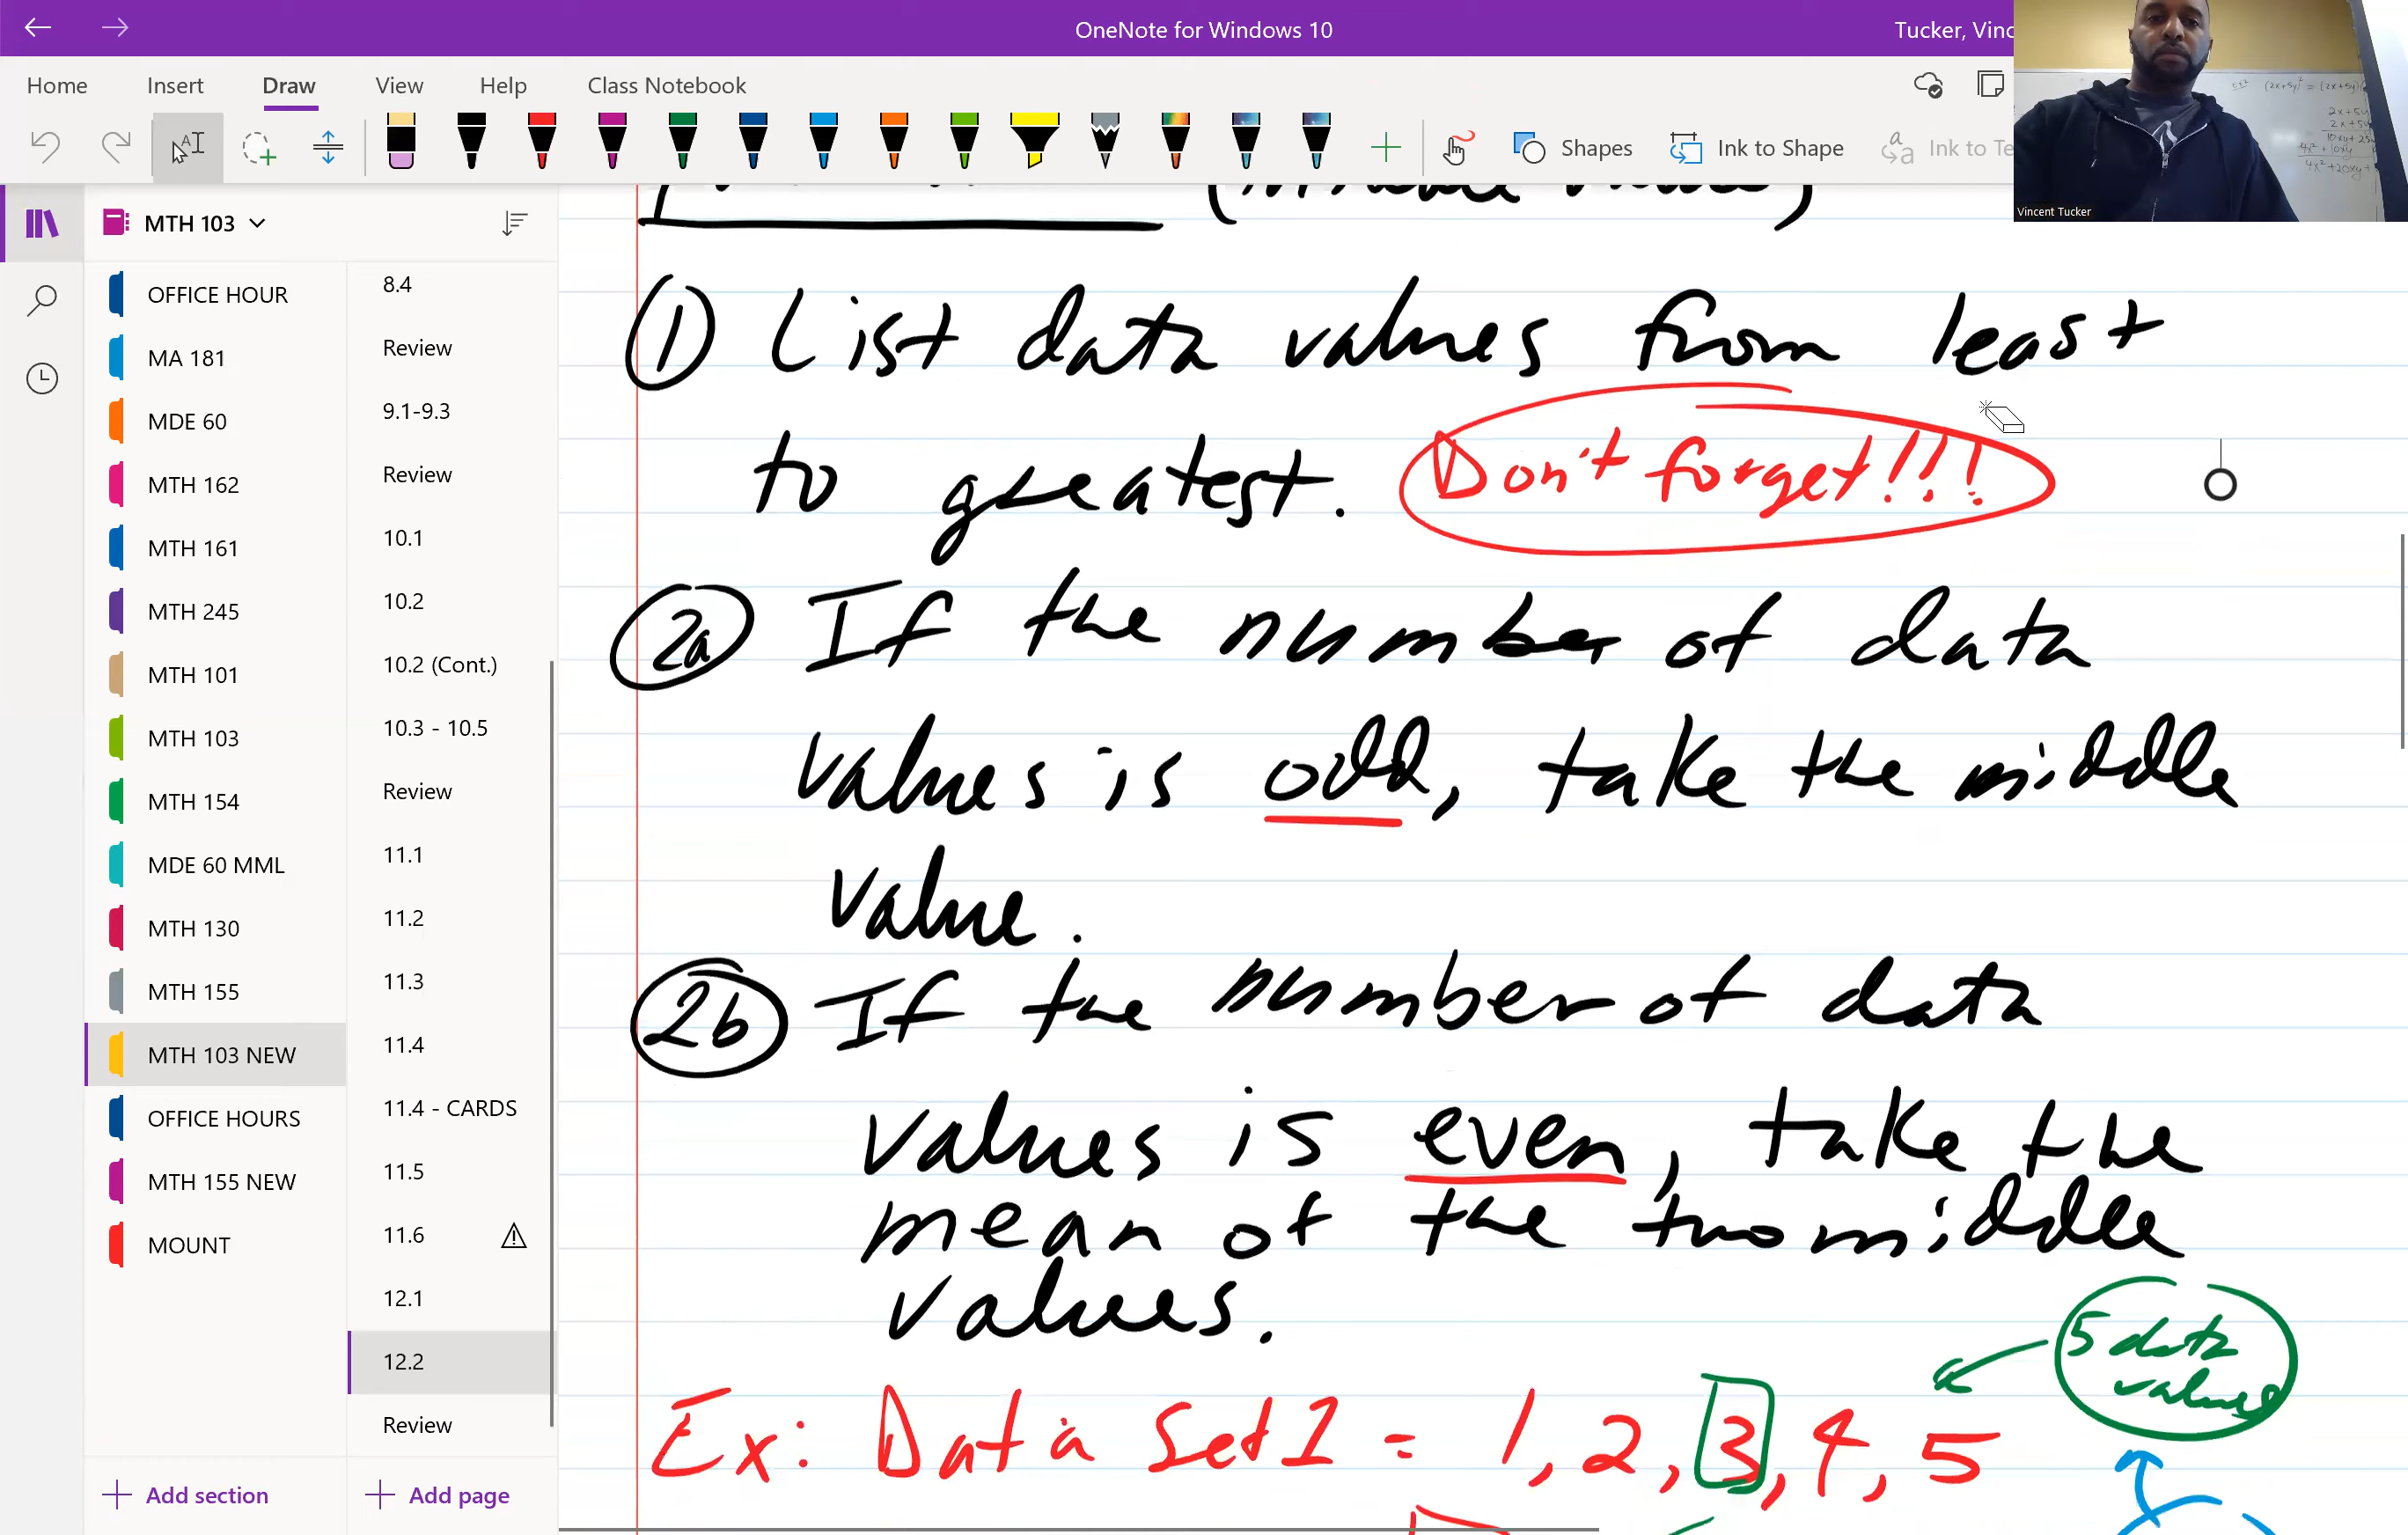 OneNote for Windows 10
Tucker, Vinc
Home Insert Draw View Help Class Notebook
Shapes Ink to Shape Ink to Te
Vincent Tucker
MTH 103
OFFICE HOUR
MA 181
MDE 60
MTH 162
MTH 161
MTH 245
MTH 101
MTH 103
MTH 154
MDE 60 MML
MTH 130
MTH 155
MTH 103 NEW
OFFICE HOURS
MTH 155 NEW
MOUNT
Add section
8.4
Review
9.1-9.3
Review
10.1
10.2
10.2 (Cont.)
10.3 - 10.5
Review
11.1
11.2
11.3
11.4
11.4 - CARDS
11.5
11.6
12.1
12.2
Review
Add page
1 List data values from least
to greatest. Don't forget!!!
2a If the number of data
values is odd, take the middle
value.
2b If the number of data
values is even, take the
mean of the two middle
values.
5 data
values
Ex: Data Set 1 = 1, 2, 3, 4, 5